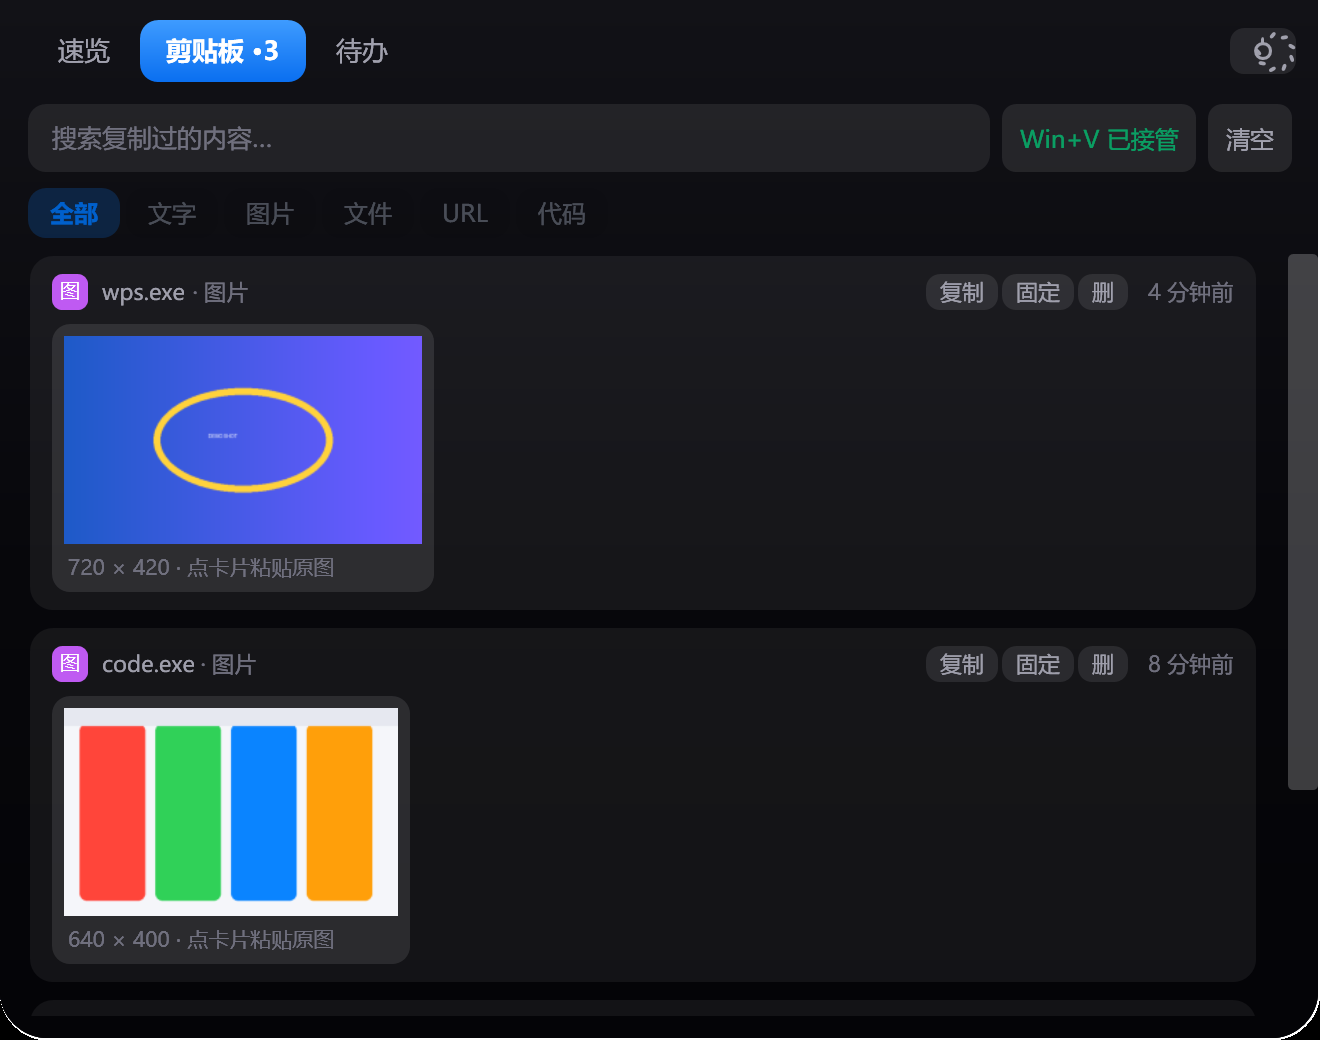 速览 剪贴板 •3 待办
搜索复制过的内容... Win+V 已接管 清空
全部 文字 图片 文件 URL 代码
图 wps.exe · 图片 复制 固定 删 4 分钟前
720 × 420 · 点卡片粘贴原图
图 code.exe · 图片 复制 固定 删 8 分钟前
640 × 400 · 点卡片粘贴原图